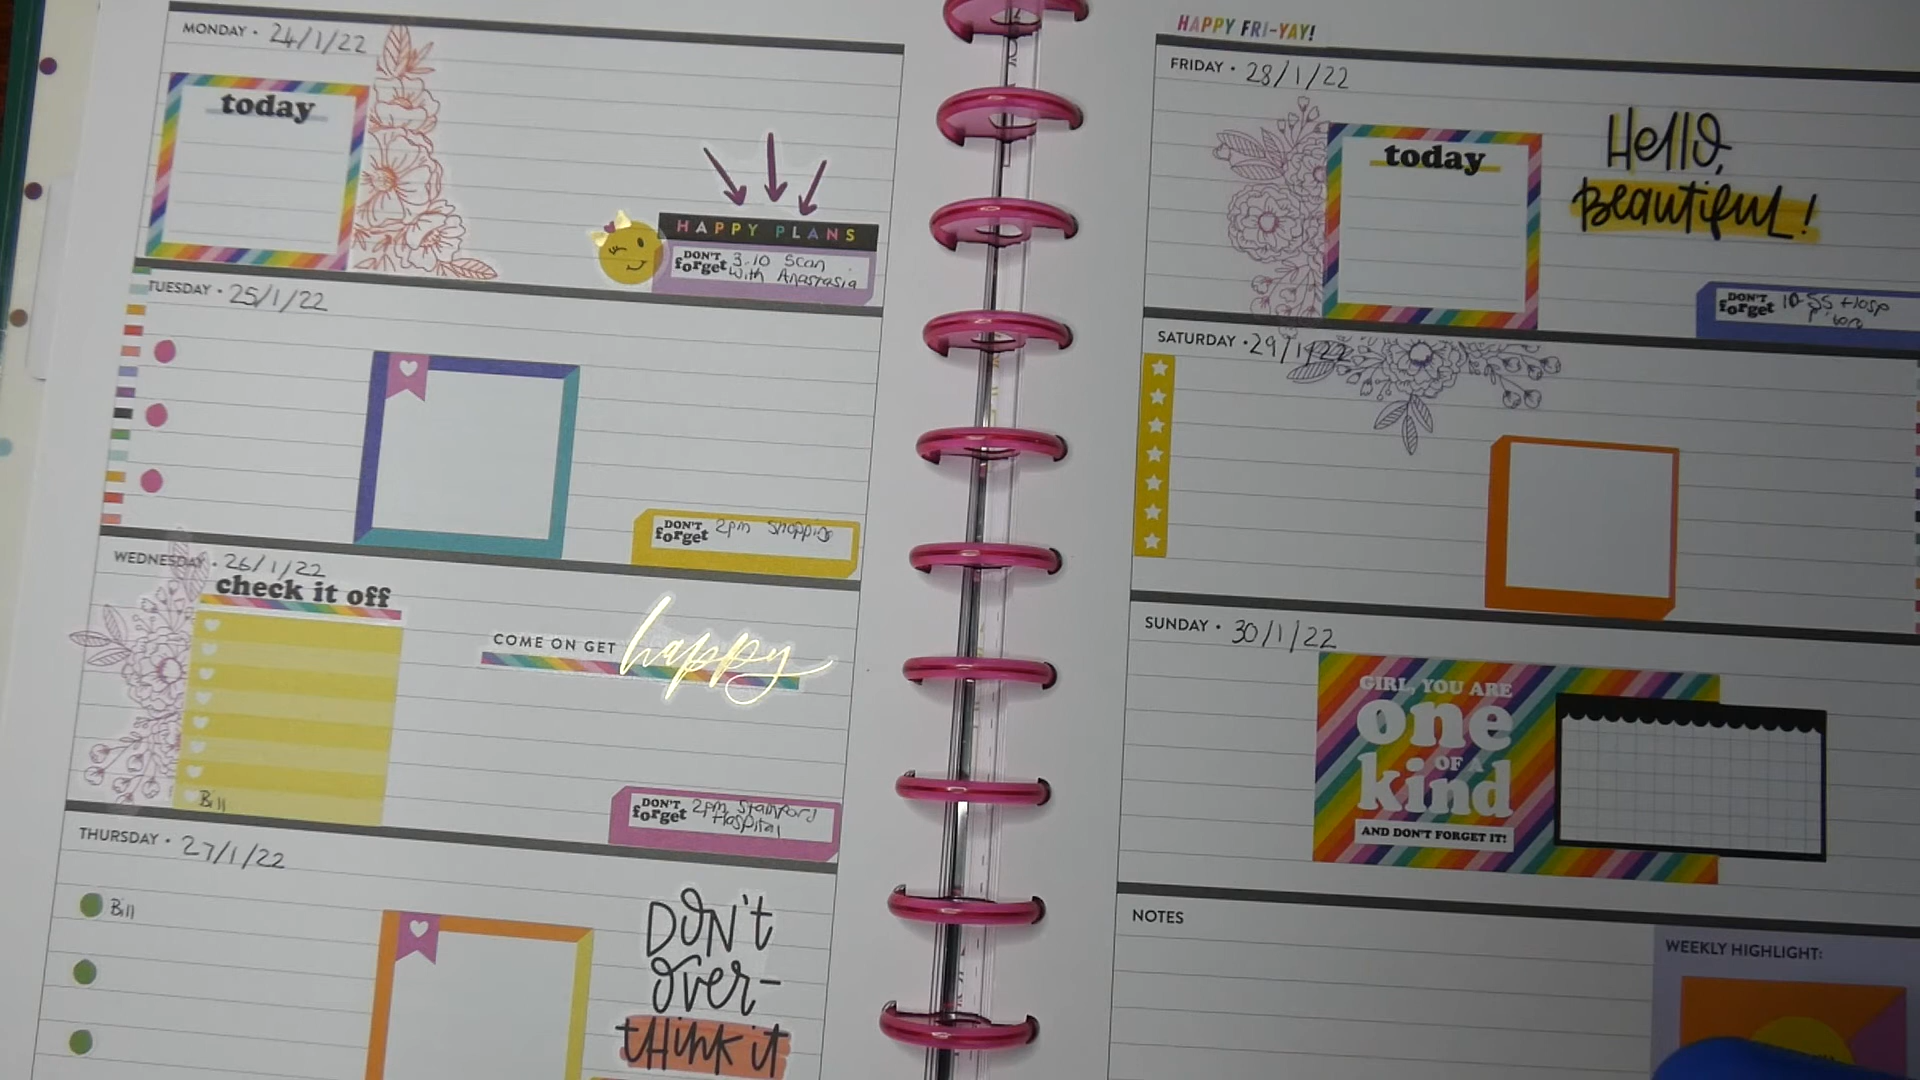 MONDAY • 24/1/22
today
HAPPY PLANS
DON'T forget 3.10 Scan
with Anastasia
TUESDAY • 25/1/22
DON'T forget 2pm Shopping
WEDNESDAY • 26/1/22
check it off
Bill
COME ON GET happy
DON'T forget 2pm Stamford
Hospital
THURSDAY • 27/1/22
Bill
DON't
over-
think it
HAPPY FRI-YAY!
FRIDAY • 28/1/22
today
Hello,
Beautiful!
DON'T forget 10-55 Hosp
SATURDAY • 29/1/22
SUNDAY • 30/1/22
GIRL, YOU ARE
one
OF A
kind
AND DON'T FORGET IT!
NOTES
WEEKLY HIGHLIGHT: